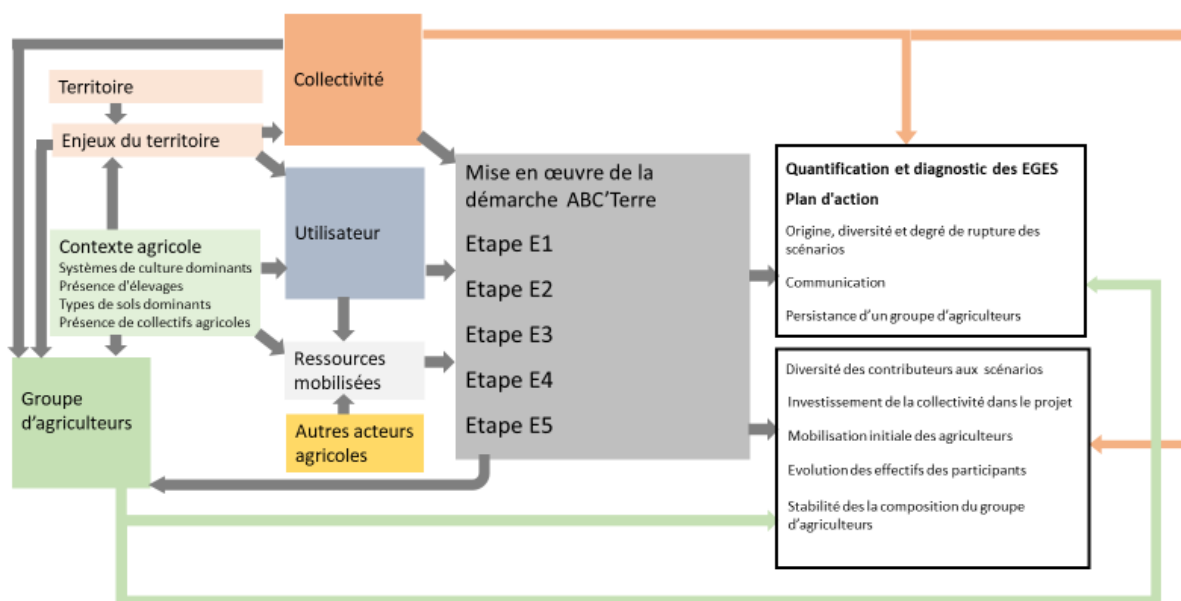 Collectivité
Territoire
Enjeux du territoire
Utilisateur
Contexte agricole
Systèmes de culture dominants
Présence d'élevages
Types de sols dominants
Présence de collectifs agricoles
Ressources
mobilisées
Groupe
d'agriculteurs
Autres acteurs
agricoles
Mise en œuvre de la
démarche ABC'Terre
Etape E1
Etape E2
Etape E3
Etape E4
Etape E5
Quantification et diagnostic des EGES
Plan d'action
Origine, diversité et degré de rupture des
scénarios
Communication
Persistance d'un groupe d'agriculteurs
Diversité des contributeurs aux scénarios
Investissement de la collectivité dans le projet
Mobilisation initiale des agriculteurs
Evolution des effectifs des participants
Stabilité des la composition du groupe
d'agriculteurs